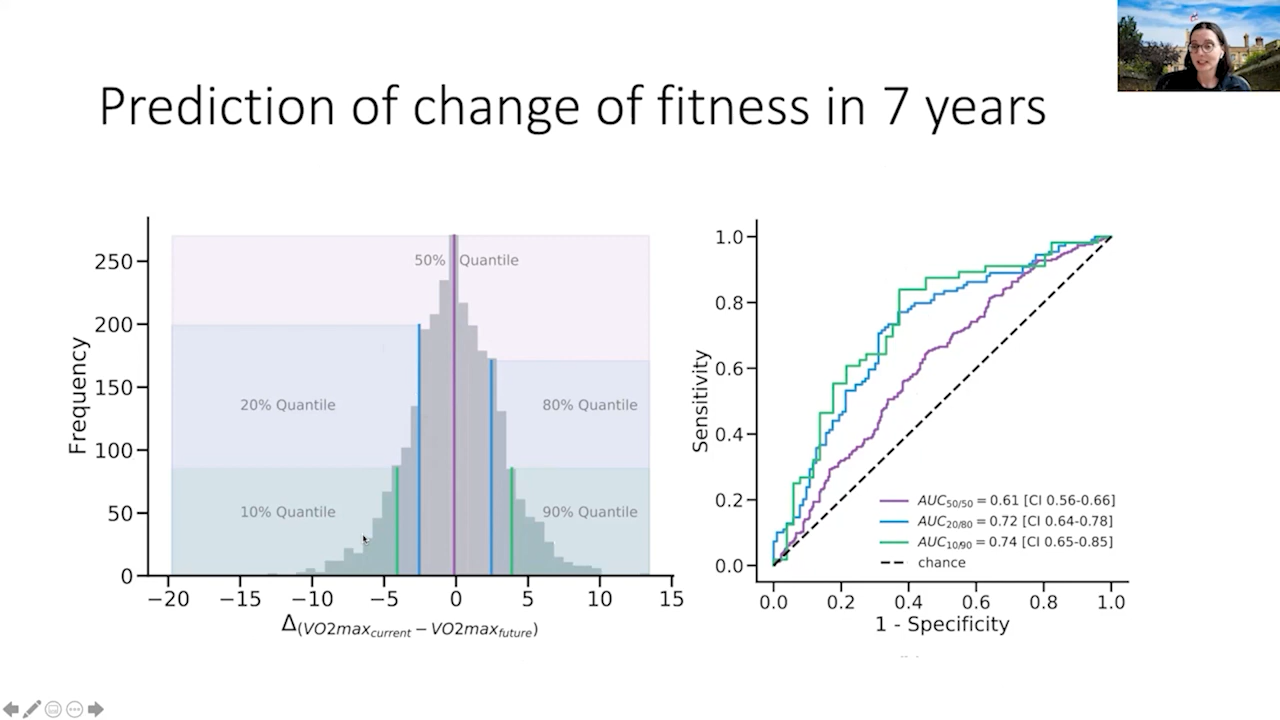 Prediction of change of fitness in 7 years
Frequency
250
200
150
100
50
0
50% Quantile
20% Quantile
80% Quantile
10% Quantile
90% Quantile
−20 −15 −10 −5 0 5 10 15
Δ(VO2max_current − VO2max_future)
Sensitivity
1.0
0.8
0.6
0.4
0.2
0.0
AUC50/50 = 0.61 [CI 0.56-0.66]
AUC20/80 = 0.72 [CI 0.64-0.78]
AUC10/90 = 0.74 [CI 0.65-0.85]
chance
0.0 0.2 0.4 0.6 0.8 1.0
1 - Specificity